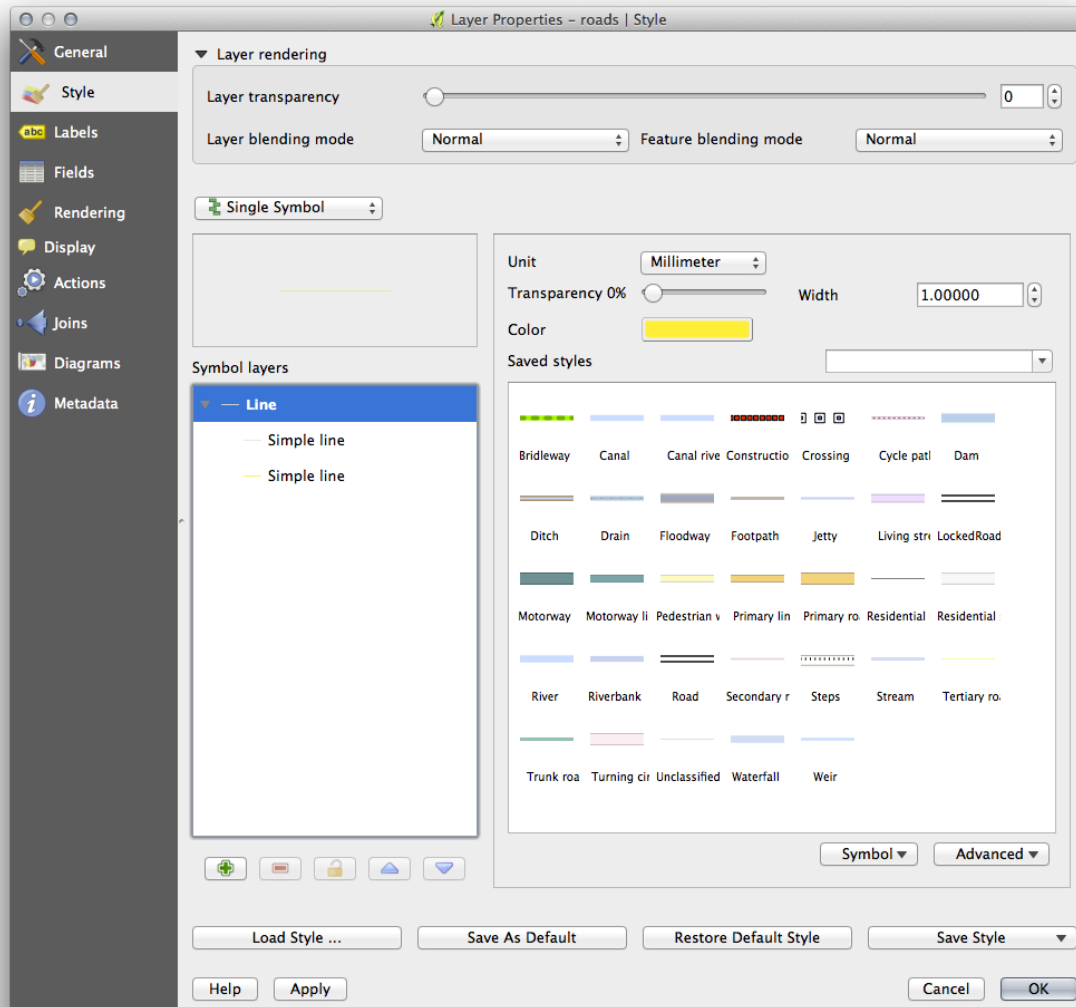 Layer Properties – roads | Style
General
Style
abc Labels
Fields
Rendering
Display
Actions
Joins
Diagrams
i Metadata
Layer rendering
Layer transparency 0
Layer blending mode Normal Feature blending mode Normal
Single Symbol
Symbol layers
Line
Simple line
Simple line
Unit Millimeter
Transparency 0% Width 1.00000
Color
Saved styles
Bridleway Canal Canal rive Constructio Crossing Cycle patl Dam
Ditch Drain Floodway Footpath Jetty Living stre LockedRoad
Motorway Motorway li Pedestrian v Primary lin Primary ro Residential Residential
River Riverbank Road Secondary r Steps Stream Tertiary ro
Trunk roa Turning cir Unclassified Waterfall Weir
Symbol Advanced
Load Style ... Save As Default Restore Default Style Save Style
Help Apply Cancel OK